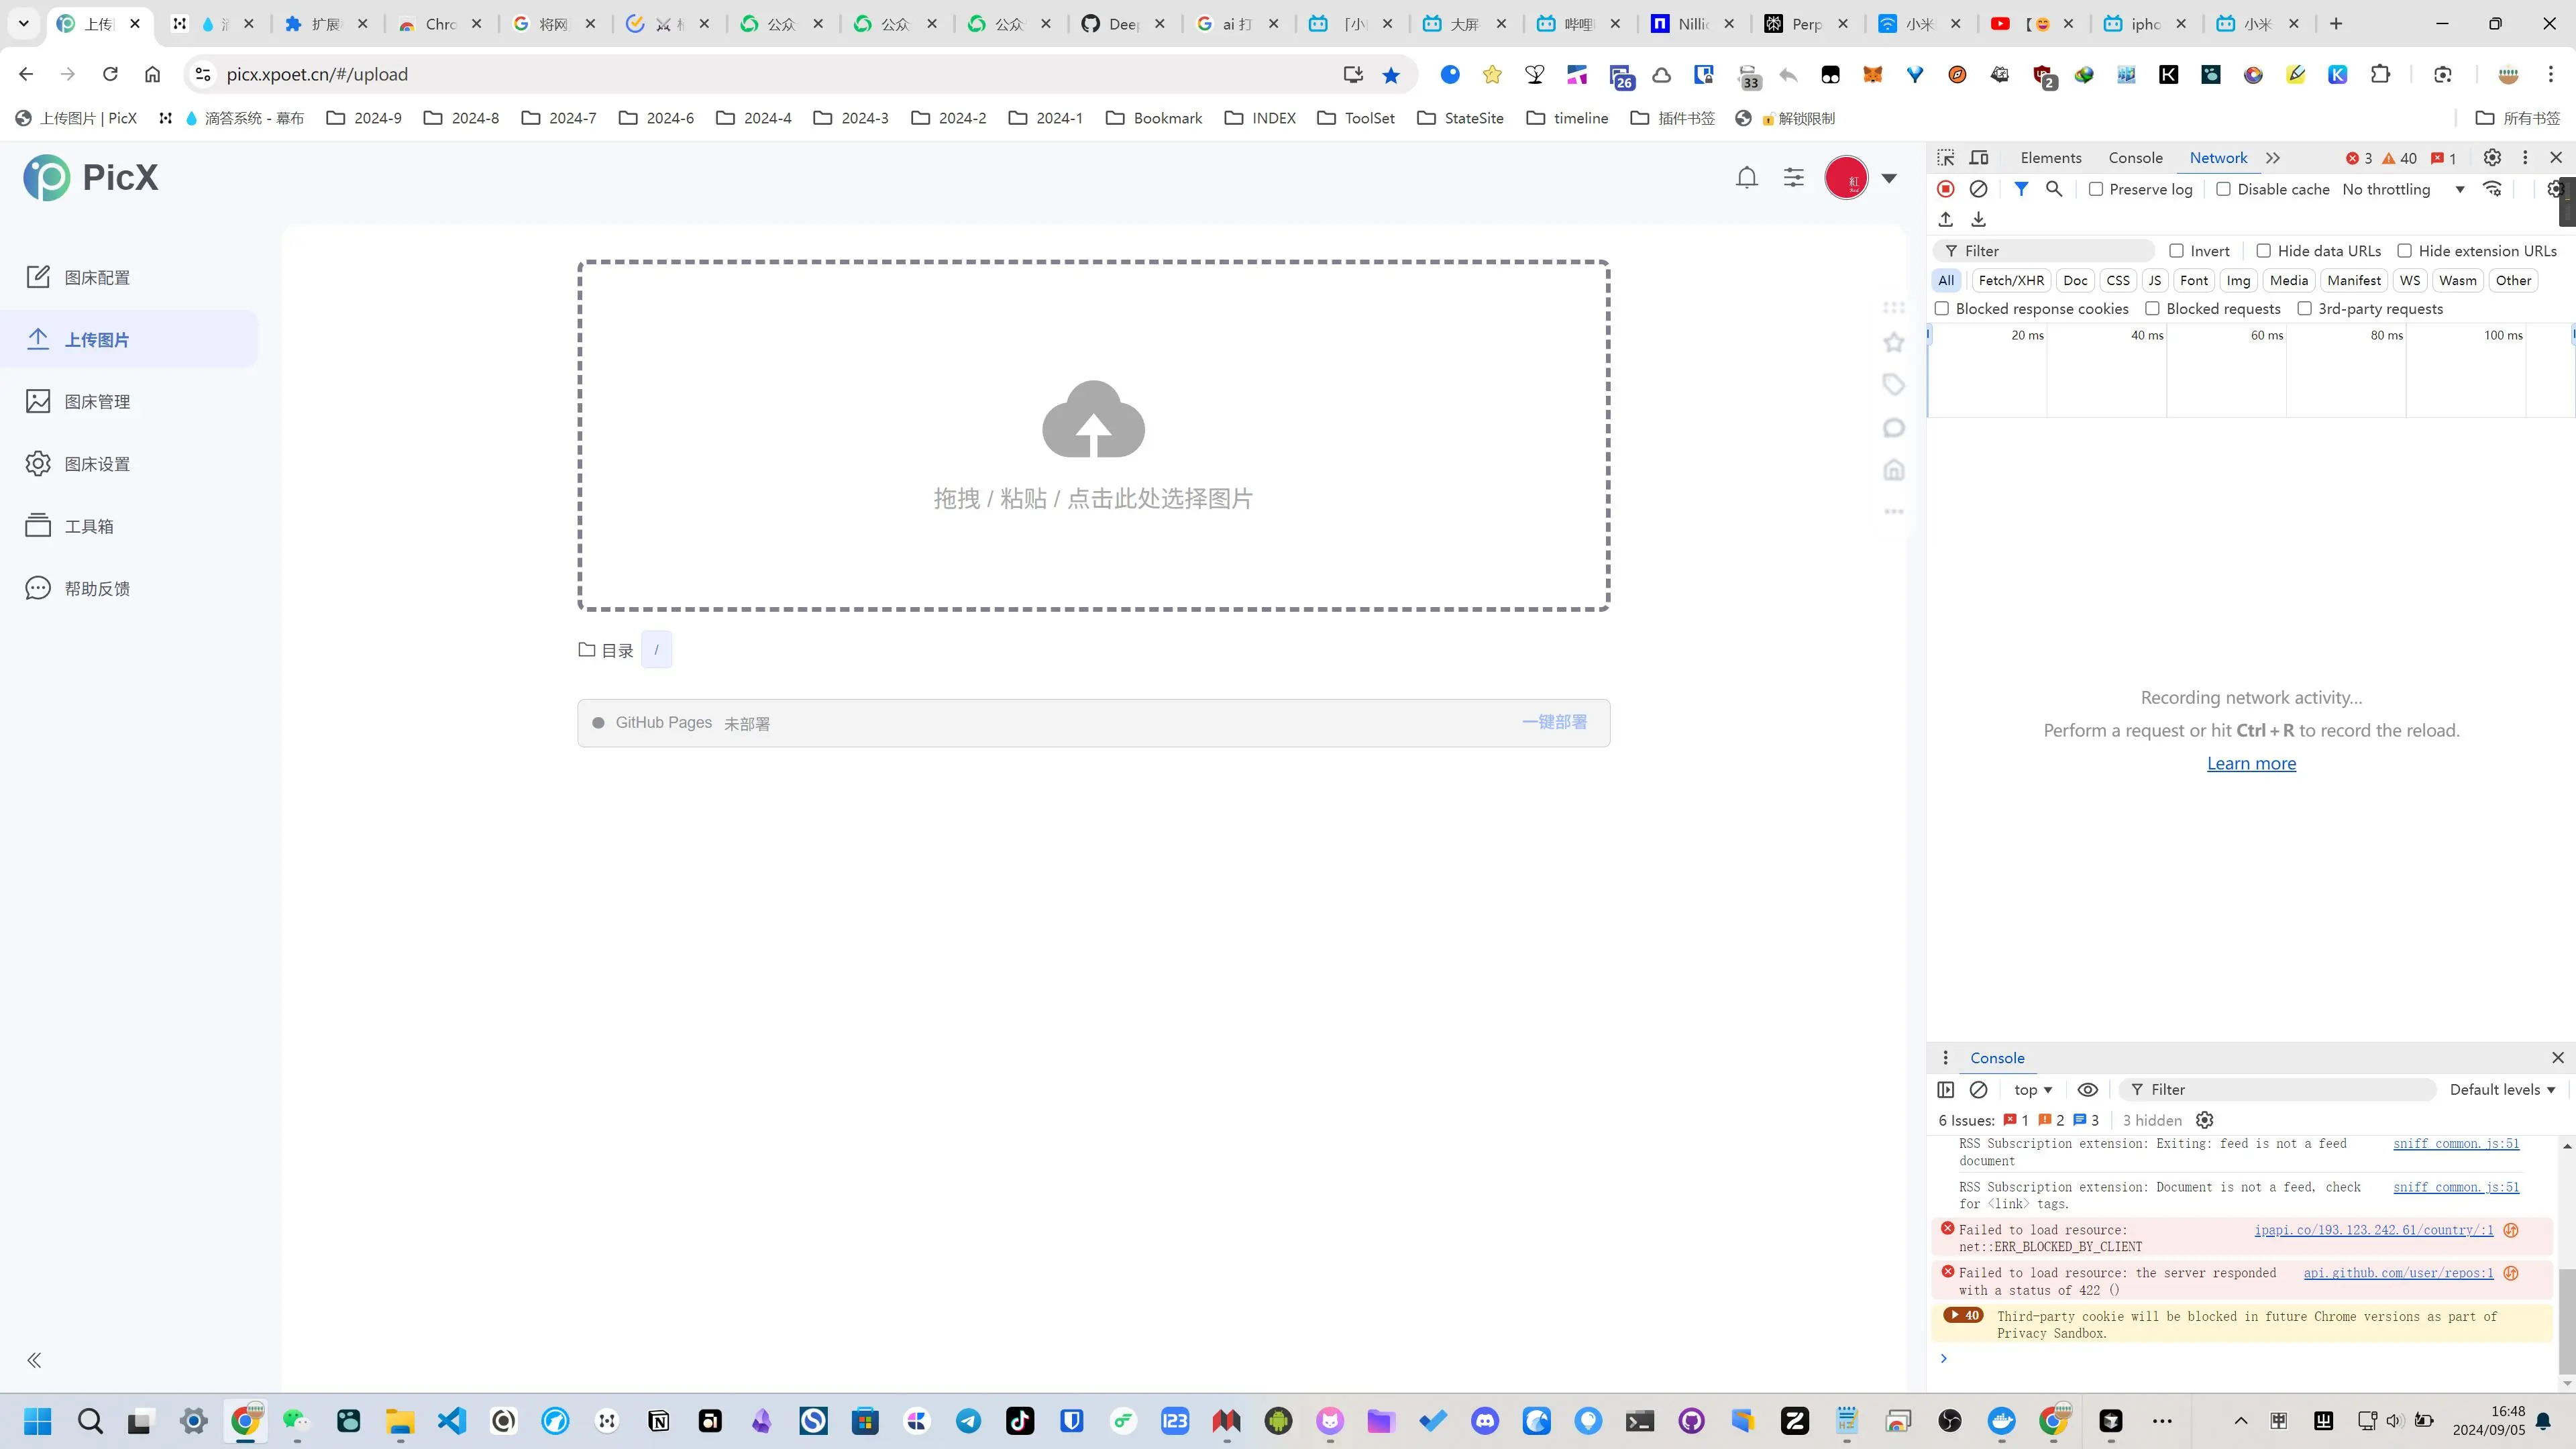 上传
扩展
Chro
将网
公众
公众
公众
Deep
ai 打
大屏
哔哩
Nillio
Perp
小米
ipho
小米
picx.xpoet.cn/#/upload
26
33
2
上传图片 | PicX
滴答系统 - 幕布
2024-9
2024-8
2024-7
2024-6
2024-4
2024-3
2024-2
2024-1
Bookmark
INDEX
ToolSet
StateSite
timeline
插件书签
解锁限制
所有书签
PicX
图床配置
上传图片
图床管理
图床设置
工具箱
帮助反馈
拖拽 / 粘贴 / 点击此处选择图片
目录 /
GitHub Pages 未部署
一键部署
Elements Console Network 3 40 1
Preserve log Disable cache No throttling
Filter Invert Hide data URLs Hide extension URLs
All Fetch/XHR Doc CSS JS Font Img Media Manifest WS Wasm Other
Blocked response cookies Blocked requests 3rd-party requests
20 ms 40 ms 60 ms 80 ms 100 ms
Recording network activity...
Perform a request or hit Ctrl + R to record the reload.
Learn more
Console
top Filter Default levels
6 Issues: 1 2 3 3 hidden
RSS Subscription extension: Exiting: feed is not a feed sniff_common.js:51
document
RSS Subscription extension: Document is not a feed, check sniff_common.js:51
for <link> tags.
Failed to load resource: ipapi.co/193.123.242.61/country/:1
net::ERR_BLOCKED_BY_CLIENT
Failed to load resource: the server responded api.github.com/user/repos:1
with a status of 422 ()
40 Third-party cookie will be blocked in future Chrome versions as part of
Privacy Sandbox.
123
16:48
2024/09/05